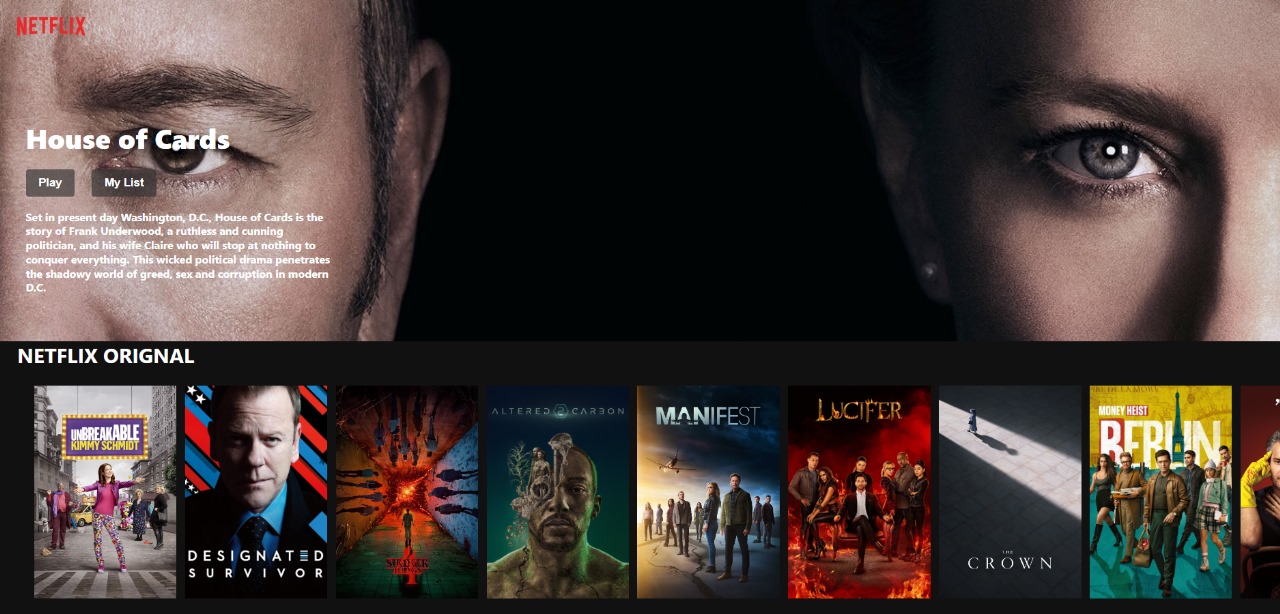 NETFLIX
House of Cards
Play
My List
Set in present day Washington, D.C., House of Cards is the
story of Frank Underwood, a ruthless and cunning
politician, and his wife Claire who will stop at nothing to
conquer everything. This wicked political drama penetrates
the shadowy world of greed, sex and corruption in modern
D.C.
NETFLIX ORIGNAL
UNBREAKABLE
KIMMY SCHMIDT
DESIGNATED
SURVIVOR
STRANGER
THINGS
4
ALTERED CARBON
MANIFEST
LUCIFER
THE
CROWN
MONEY HEIST
BERLIN